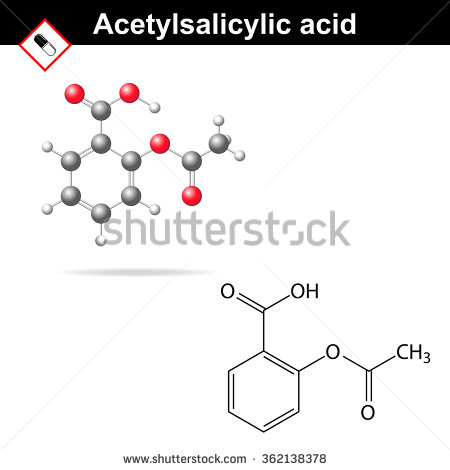 Acetylsalicylic acid
shutterstock
O
OH
O
CH3
O
www.shutterstock.com · 362138378